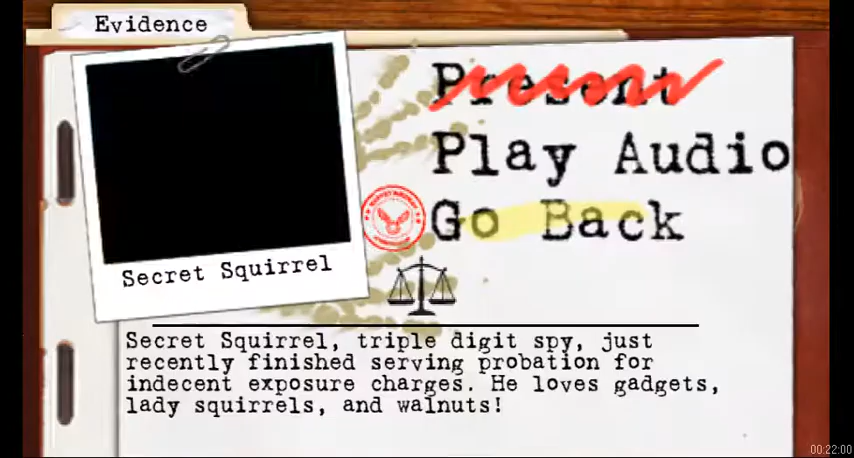 Evidence
Present
Play Audio
Go Back
Secret Squirrel
Secret Squirrel, triple digit spy, just
recently finished serving probation for
indecent exposure charges. He loves gadgets,
lady squirrels, and walnuts!
00:22:00